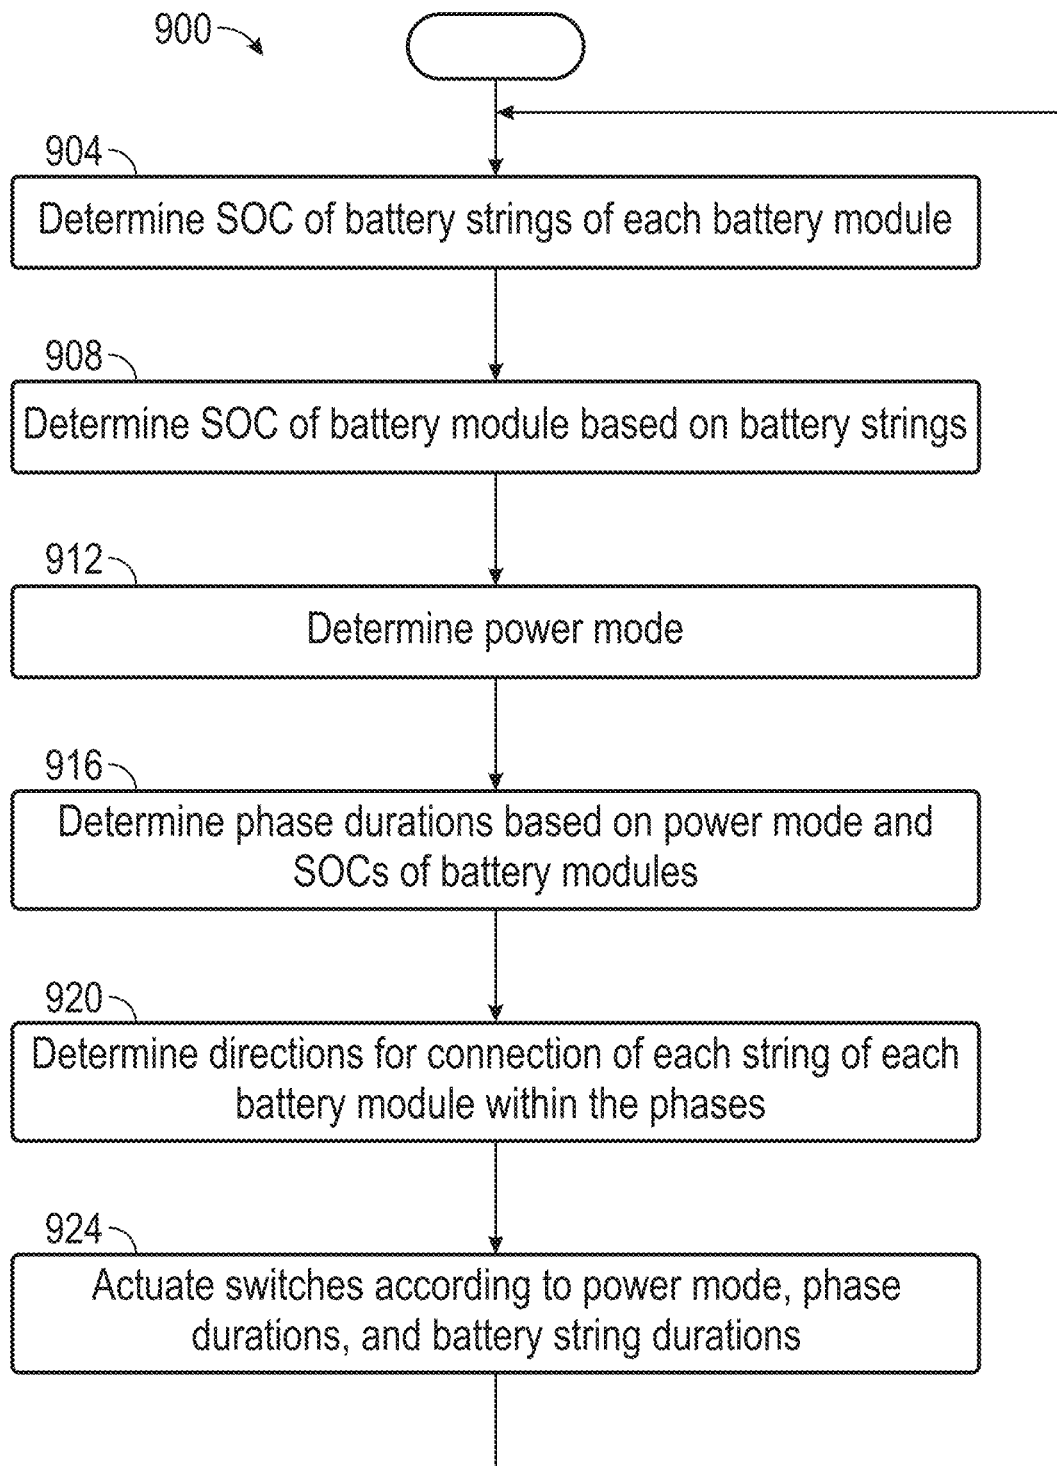 900
904
Determine SOC of battery strings of each battery module
908
Determine SOC of battery module based on battery strings
912
Determine power mode
916
Determine phase durations based on power mode and
SOCs of battery modules
920
Determine directions for connection of each string of each
battery module within the phases
924
Actuate switches according to power mode, phase
durations, and battery string durations